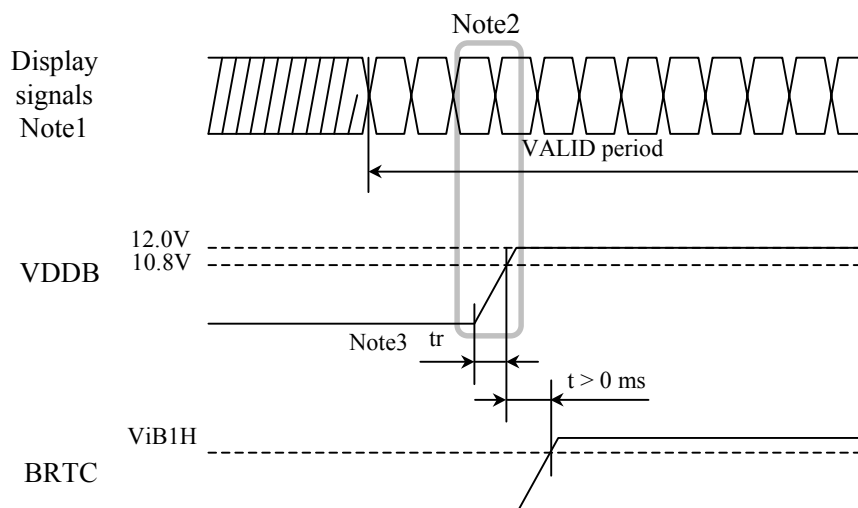 Note2
Display
signals
Note1
VALID period
12.0V
10.8V
VDDB
Note3 tr
t > 0 ms
ViB1H
BRTC